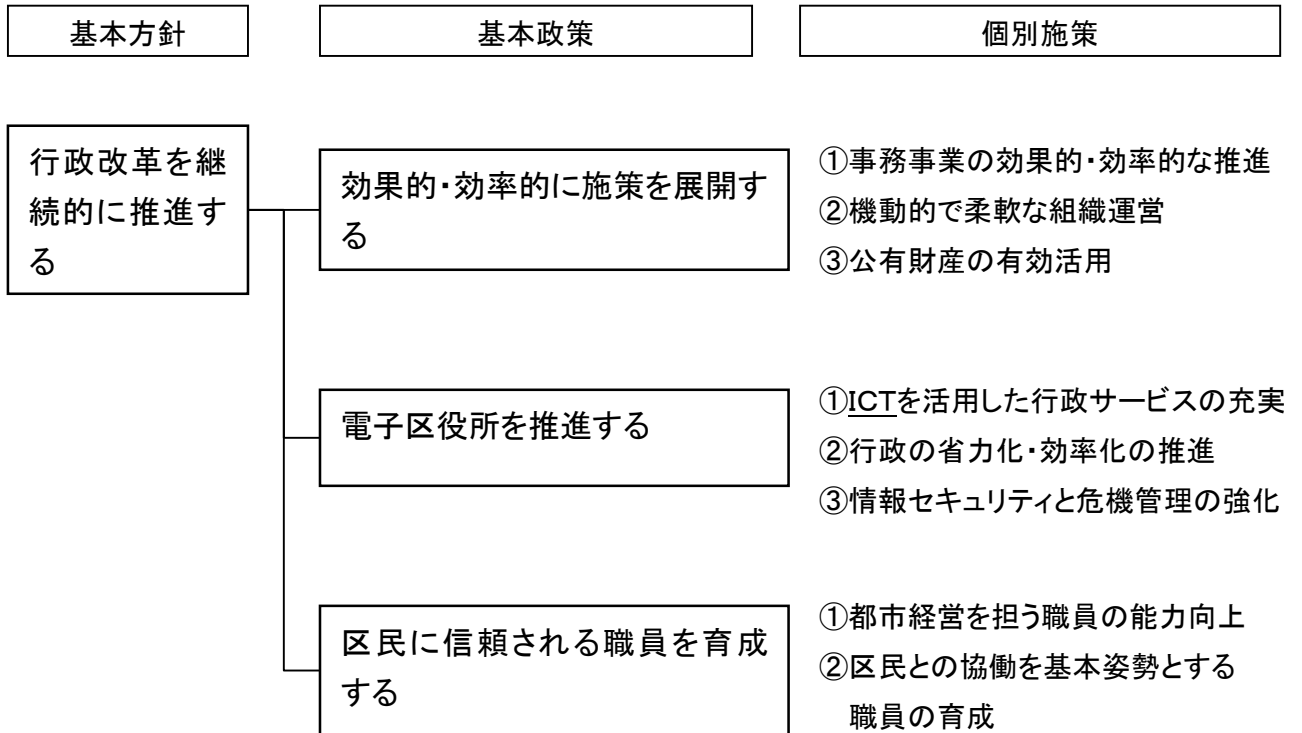 基本方針
基本政策
個別施策
行政改革を継
続的に推進す
る
効果的・効率的に施策を展開す
る
①事務事業の効果的・効率的な推進
②機動的で柔軟な組織運営
③公有財産の有効活用
電子区役所を推進する
①ICTを活用した行政サービスの充実
②行政の省力化・効率化の推進
③情報セキュリティと危機管理の強化
区民に信頼される職員を育成
する
①都市経営を担う職員の能力向上
②区民との協働を基本姿勢とする
職員の育成